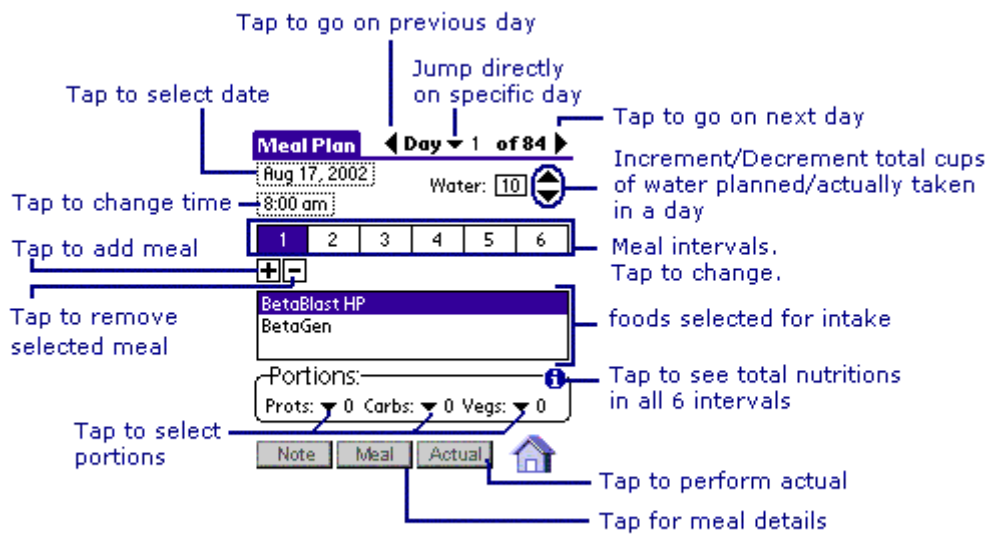 Tap to go on previous day
Jump directly
on specific day
Tap to select date
Tap to go on next day
Meal Plan
Day 1 of 84
Aug 17, 2002
Water: 10
Increment/Decrement total cups
of water planned/actually taken
in a day
Tap to change time
8:00 am
1 2 3 4 5 6
Meal intervals.
Tap to change.
Tap to add meal
+ -
Tap to remove
selected meal
BetaBlast HP
BetaGen
foods selected for intake
Portions:
i
Tap to see total nutritions
in all 6 intervals
Prots: 0 Carbs: 0 Vegs: 0
Tap to select
portions
Note Meal Actual
Tap to perform actual
Tap for meal details